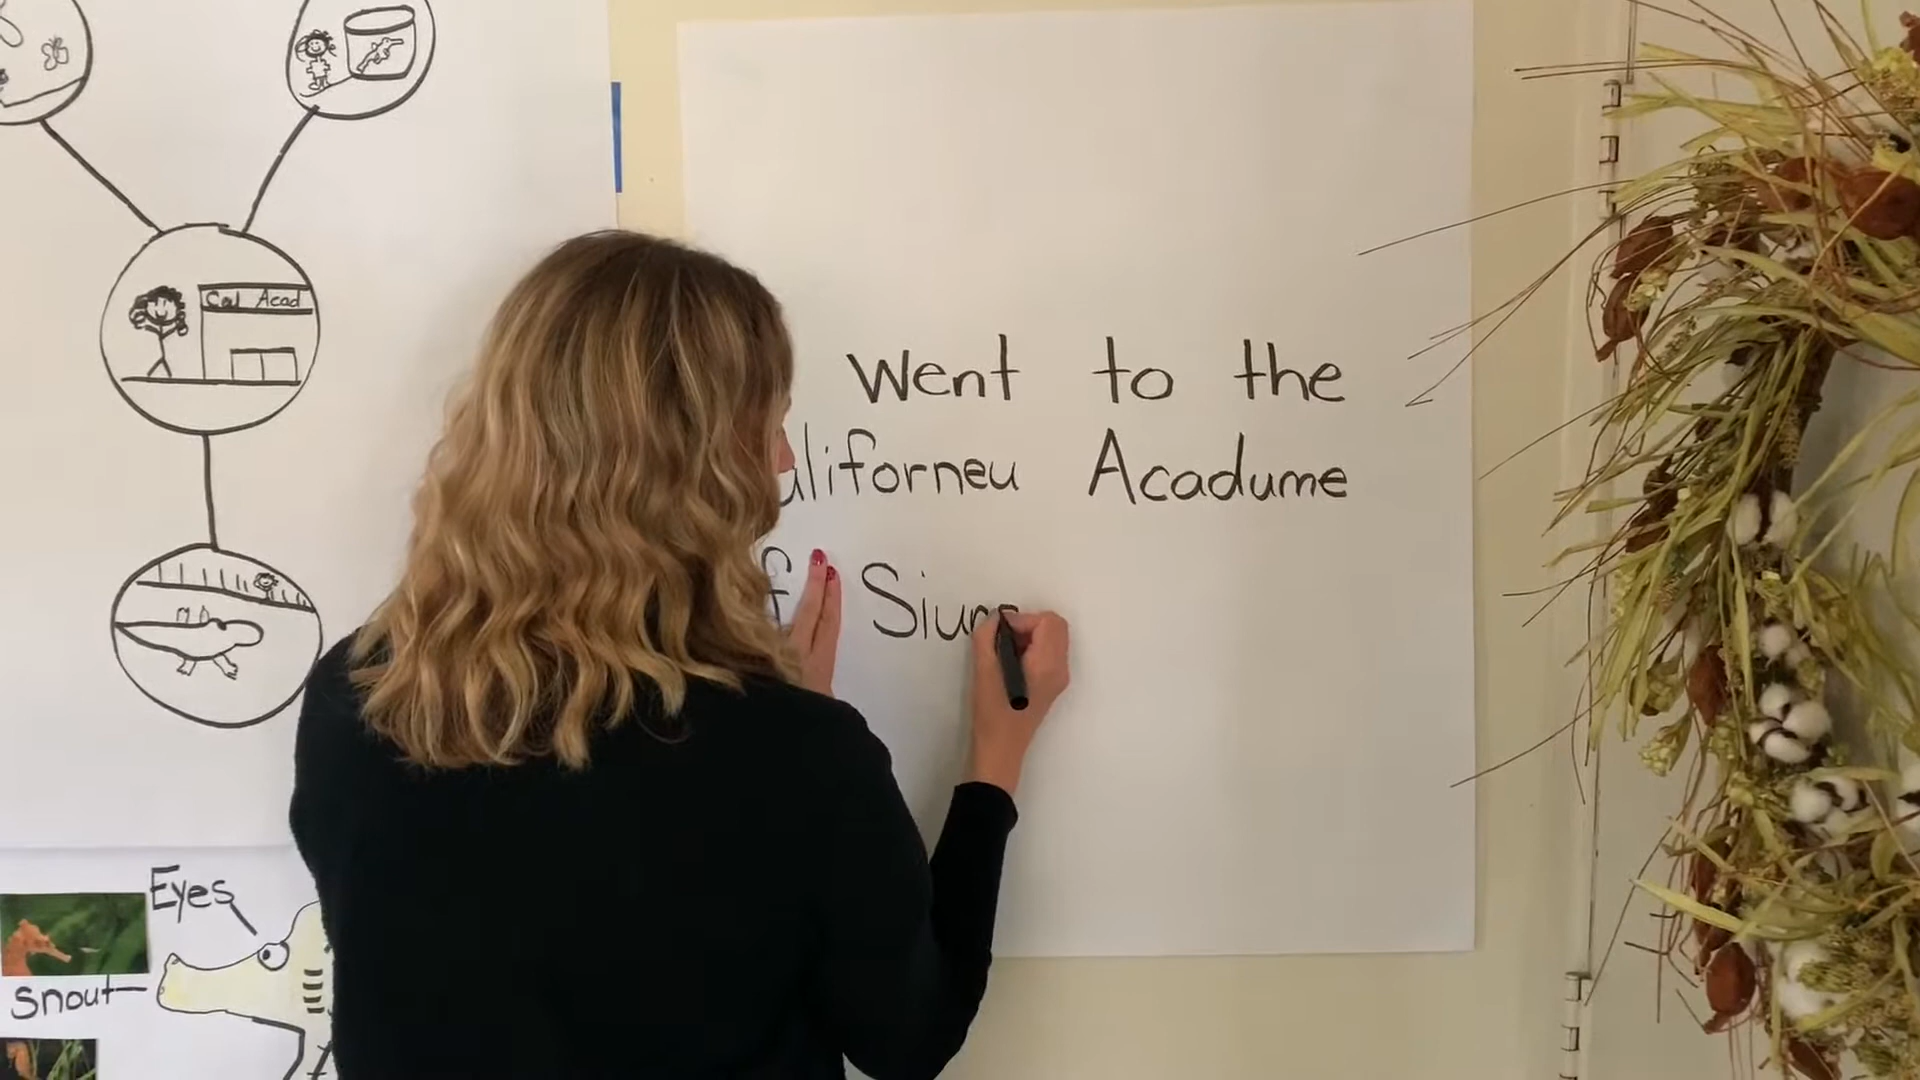 Cal Acad
went to the
aliforneu Acadume
f Siun
Eyes
Snout